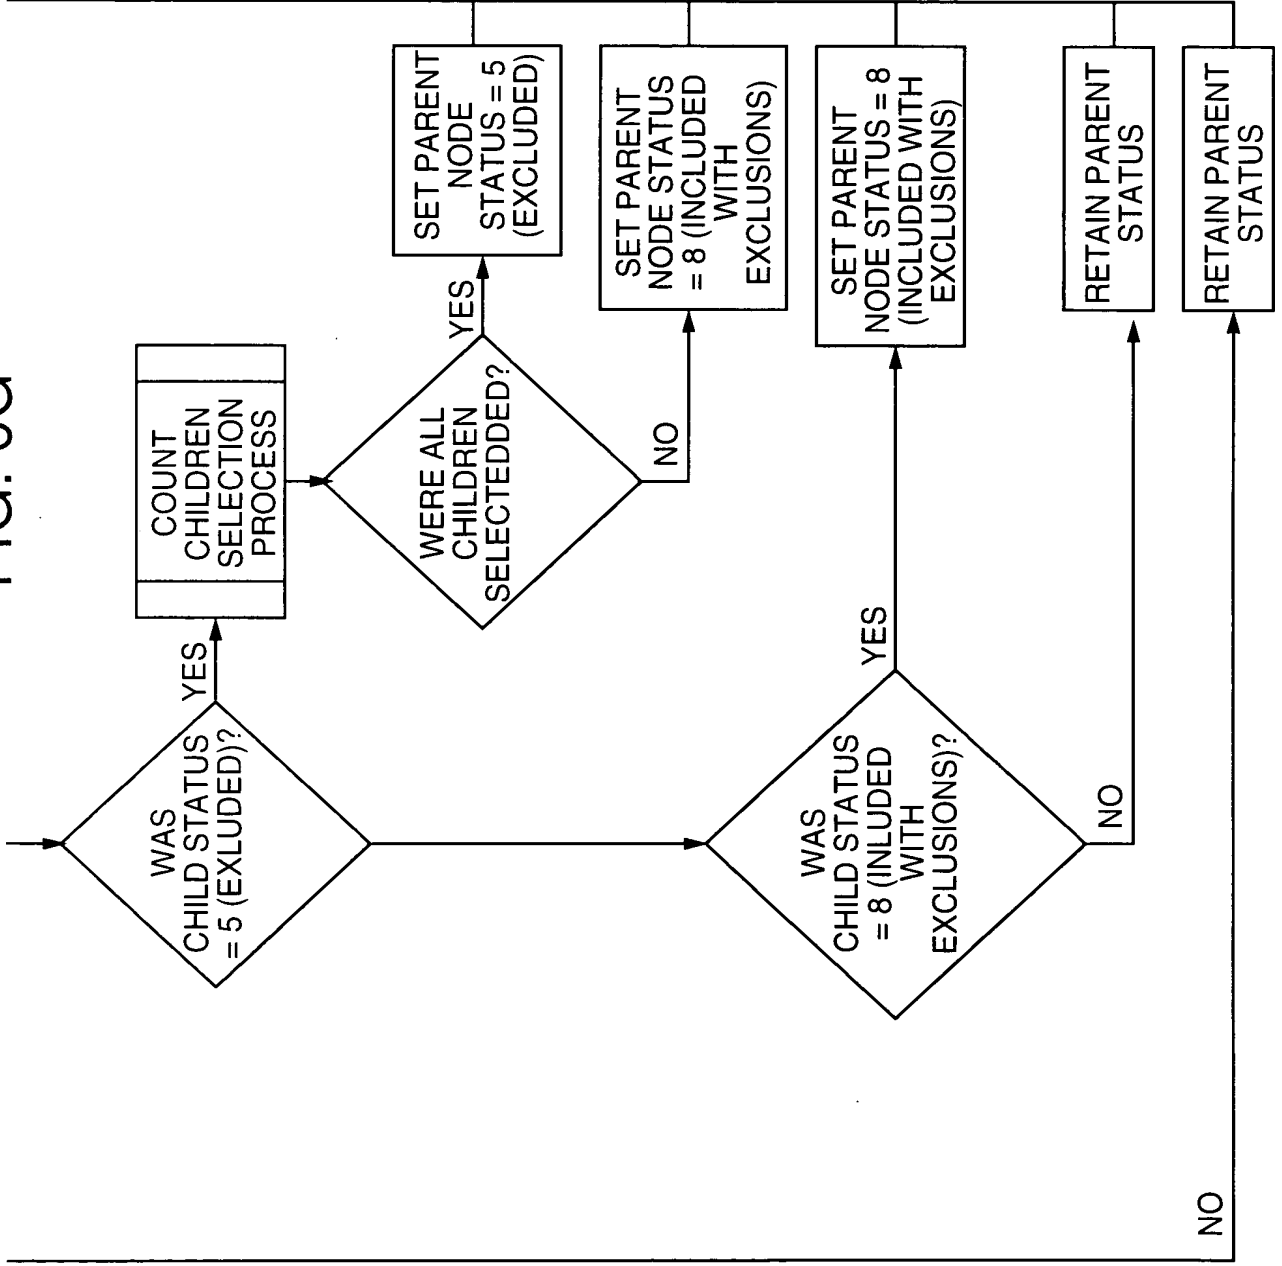 WAS
CHILD STATUS
= 5 (EXLUDED)?
YES
COUNT
CHILDREN
SELECTION
PROCESS
WERE ALL
CHILDREN
SELECTEDDED?
YES
SET PARENT
NODE
STATUS = 5
(EXCLUDED)
NO
SET PARENT
NODE STATUS
= 8 (INCLUDED
WITH
EXCLUSIONS)
WAS
CHILD STATUS
= 8 (INLUDED
WITH
EXCLUSIONS)?
YES
SET PARENT
NODE STATUS = 8
(INCLUDED WITH
EXCLUSIONS)
NO
RETAIN PARENT
STATUS
NO
RETAIN PARENT
STATUS